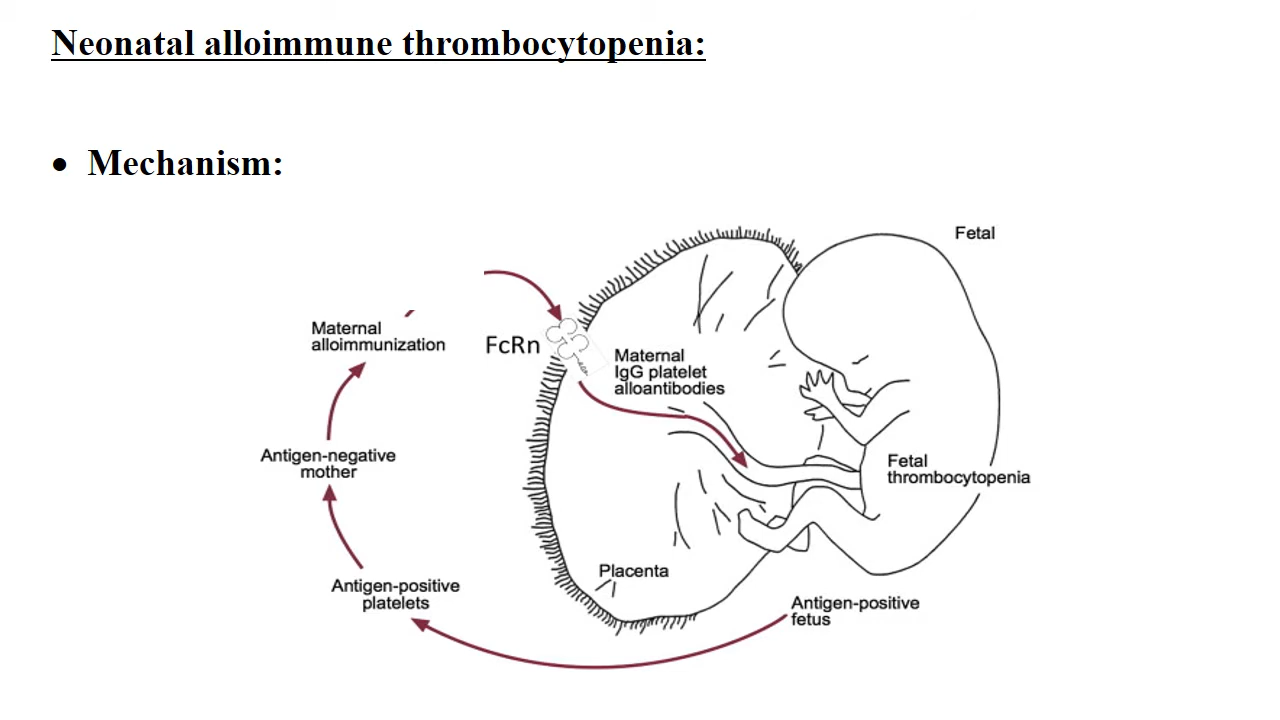 Neonatal alloimmune thrombocytopenia:
• Mechanism:
Fetal
Maternal
alloimmunization
FcRn
Maternal
IgG platelet
alloantibodies
Antigen-negative
mother
Fetal
thrombocytopenia
Placenta
Antigen-positive
platelets
Antigen-positive
fetus